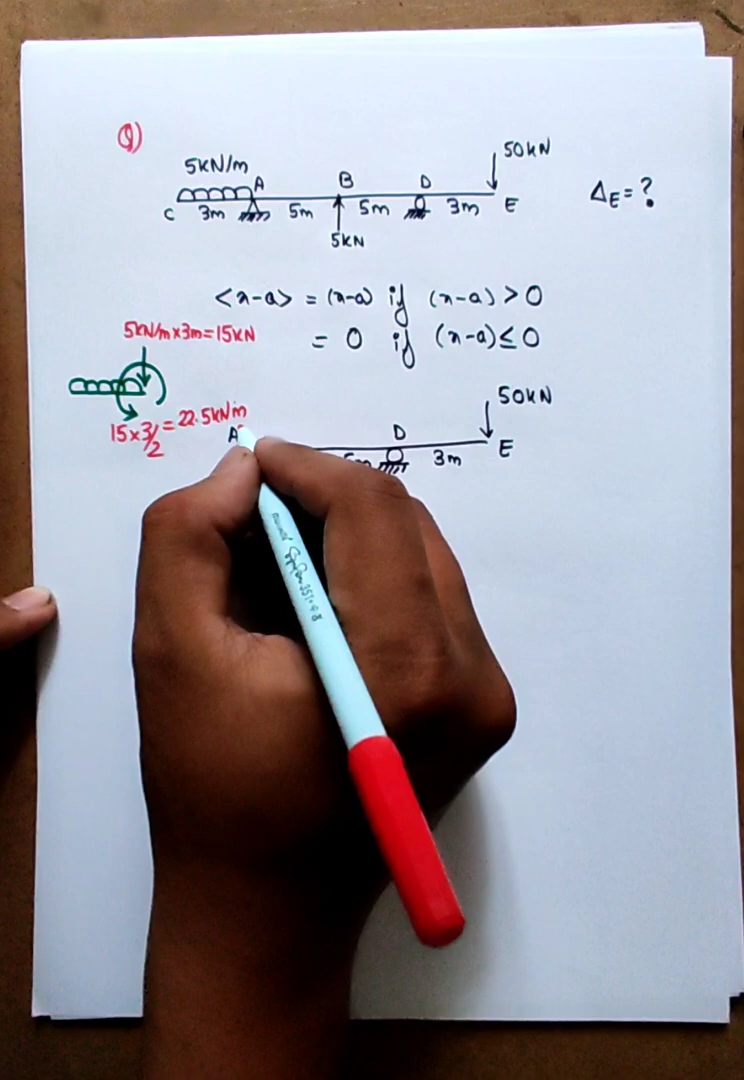 Q)
50kN
5kN/m
A B D
Δ_E = ?
C 3m 5m 5m 3m E
5kN
<x-a> = (x-a) if (x-a) > 0
= 0 if (x-a) ≤ 0
5kN/m×3m=15kN
50kN
15×3/2 = 22.5kNm
A D
3m E